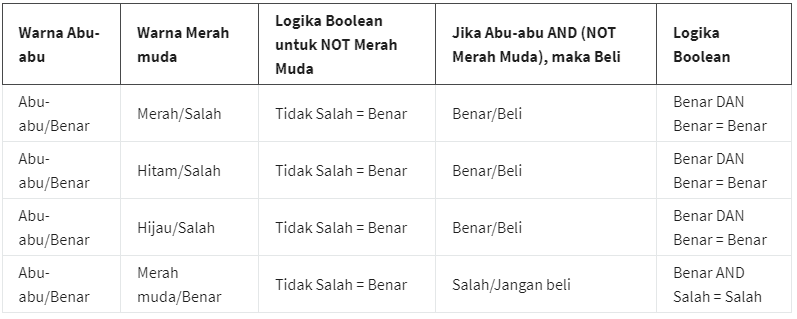 Warna Abu-
abu
Warna Merah
muda
Logika Boolean
untuk NOT Merah
Muda
Jika Abu-abu AND (NOT
Merah Muda), maka Beli
Logika
Boolean
Abu-
abu/Benar
Merah/Salah
Tidak Salah = Benar
Benar/Beli
Benar DAN
Benar = Benar
Abu-
abu/Benar
Hitam/Salah
Tidak Salah = Benar
Benar/Beli
Benar DAN
Benar = Benar
Abu-
abu/Benar
Hijau/Salah
Tidak Salah = Benar
Benar/Beli
Benar DAN
Benar = Benar
Abu-
abu/Benar
Merah
muda/Benar
Tidak Salah = Benar
Salah/Jangan beli
Benar AND
Salah = Salah